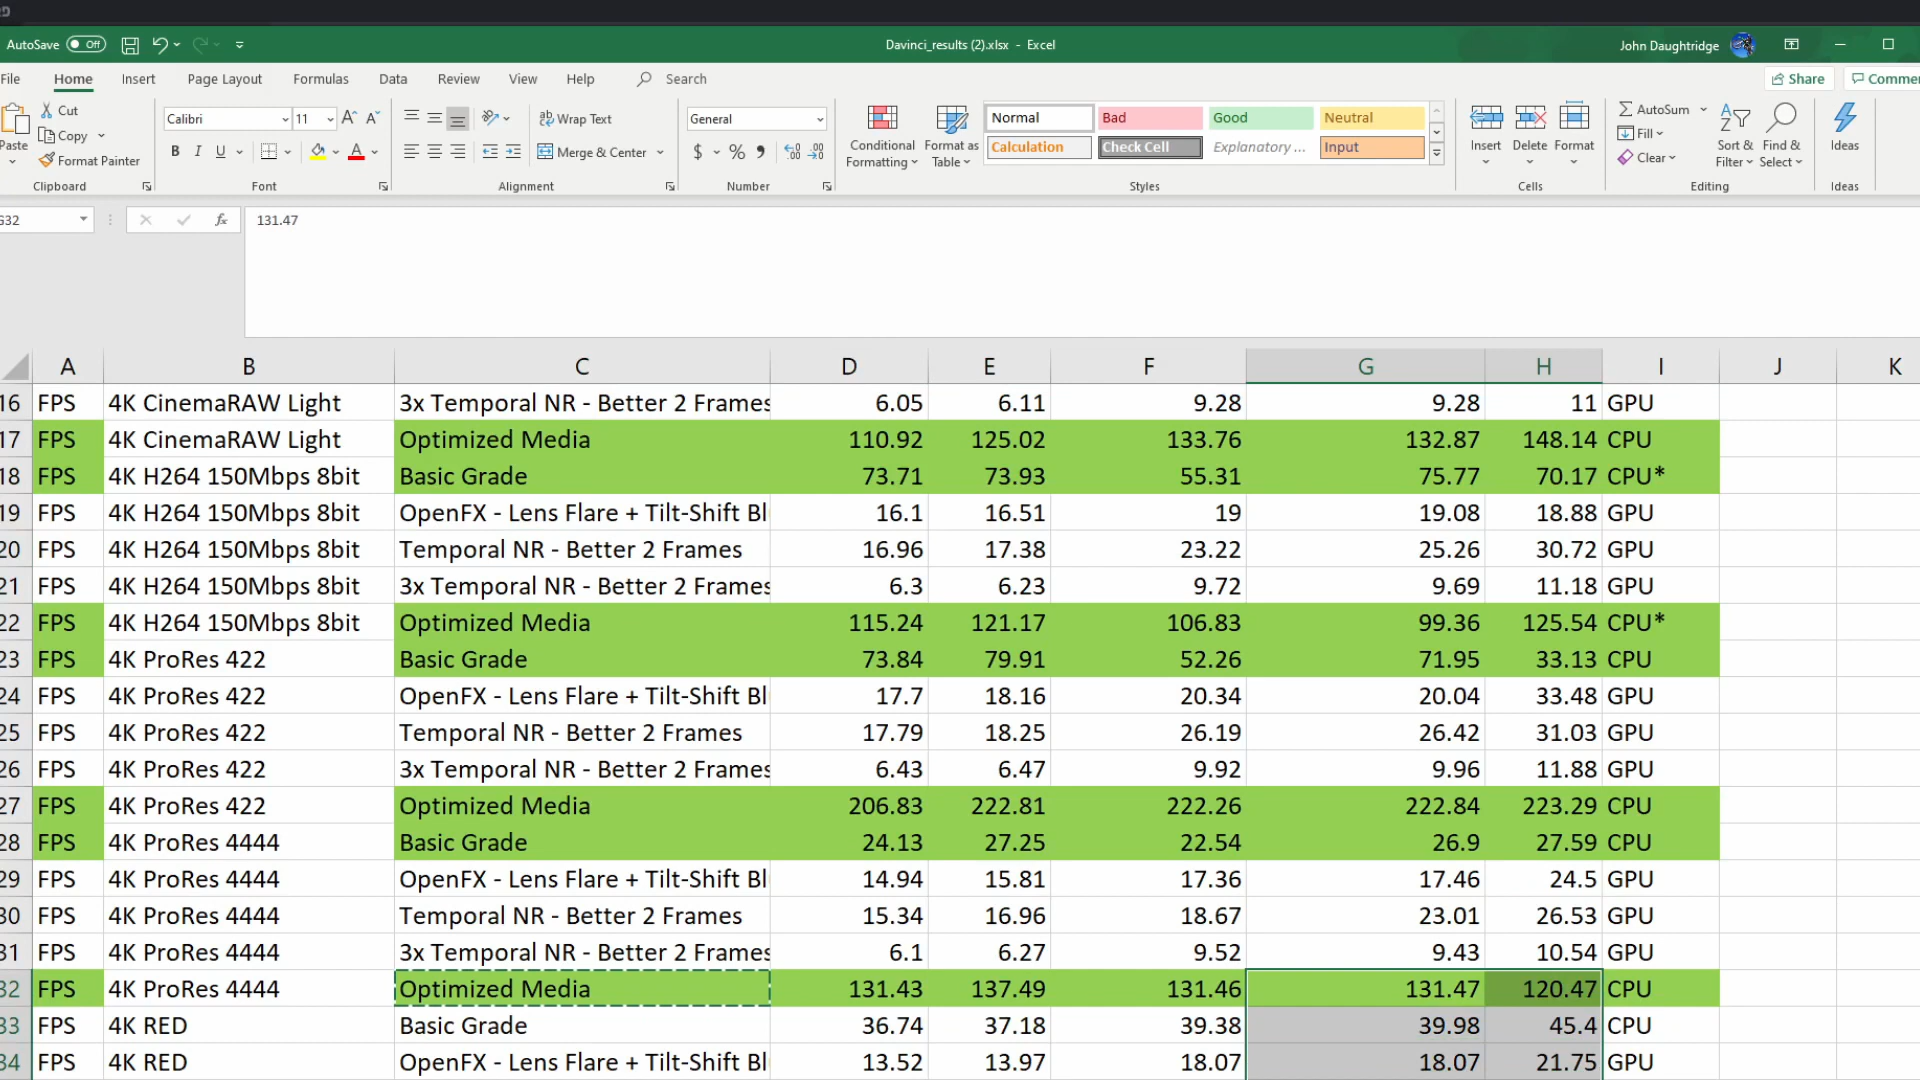 AutoSave Off Davinci_results (2).xlsx - Excel John Daughtridge
File Home Insert Page Layout Formulas Data Review View Help Search Share
Cut
Copy
Format Painter
Clipboard
Calibri 11
B I U A
Font
Wrap Text
Merge & Center
Alignment
General
$ % 9
Number
Conditional Formatting
Format as Table
Normal Bad Good Neutral
Calculation Check Cell Explanatory ... Input
Styles
Insert Delete Format
Cells
AutoSum
Fill
Clear
Sort & Filter
Find & Select
Editing
Ideas
Ideas
fx 131.47
A B C D E F G H I J K
16 FPS 4K CinemaRAW Light 3x Temporal NR - Better 2 Frames 6.05 6.11 9.28 9.28 11 GPU
17 FPS 4K CinemaRAW Light Optimized Media 110.92 125.02 133.76 132.87 148.14 CPU
18 FPS 4K H264 150Mbps 8bit Basic Grade 73.71 73.93 55.31 75.77 70.17 CPU*
19 FPS 4K H264 150Mbps 8bit OpenFX - Lens Flare + Tilt-Shift Bl 16.1 16.51 19 19.08 18.88 GPU
20 FPS 4K H264 150Mbps 8bit Temporal NR - Better 2 Frames 16.96 17.38 23.22 25.26 30.72 GPU
21 FPS 4K H264 150Mbps 8bit 3x Temporal NR - Better 2 Frames 6.3 6.23 9.72 9.69 11.18 GPU
22 FPS 4K H264 150Mbps 8bit Optimized Media 115.24 121.17 106.83 99.36 125.54 CPU*
23 FPS 4K ProRes 422 Basic Grade 73.84 79.91 52.26 71.95 33.13 CPU
24 FPS 4K ProRes 422 OpenFX - Lens Flare + Tilt-Shift Bl 17.7 18.16 20.34 20.04 33.48 GPU
25 FPS 4K ProRes 422 Temporal NR - Better 2 Frames 17.79 18.25 26.19 26.42 31.03 GPU
26 FPS 4K ProRes 422 3x Temporal NR - Better 2 Frames 6.43 6.47 9.92 9.96 11.88 GPU
27 FPS 4K ProRes 422 Optimized Media 206.83 222.81 222.26 222.84 223.29 CPU
28 FPS 4K ProRes 4444 Basic Grade 24.13 27.25 22.54 26.9 27.59 CPU
29 FPS 4K ProRes 4444 OpenFX - Lens Flare + Tilt-Shift Bl 14.94 15.81 17.36 17.46 24.5 GPU
30 FPS 4K ProRes 4444 Temporal NR - Better 2 Frames 15.34 16.96 18.67 23.01 26.53 GPU
31 FPS 4K ProRes 4444 3x Temporal NR - Better 2 Frames 6.1 6.27 9.52 9.43 10.54 GPU
32 FPS 4K ProRes 4444 Optimized Media 131.43 137.49 131.46 131.47 120.47 CPU
33 FPS 4K RED Basic Grade 36.74 37.18 39.38 39.98 45.4 CPU
34 FPS 4K RED OpenFX - Lens Flare + Tilt-Shift Bl 13.52 13.97 18.07 18.07 21.75 GPU